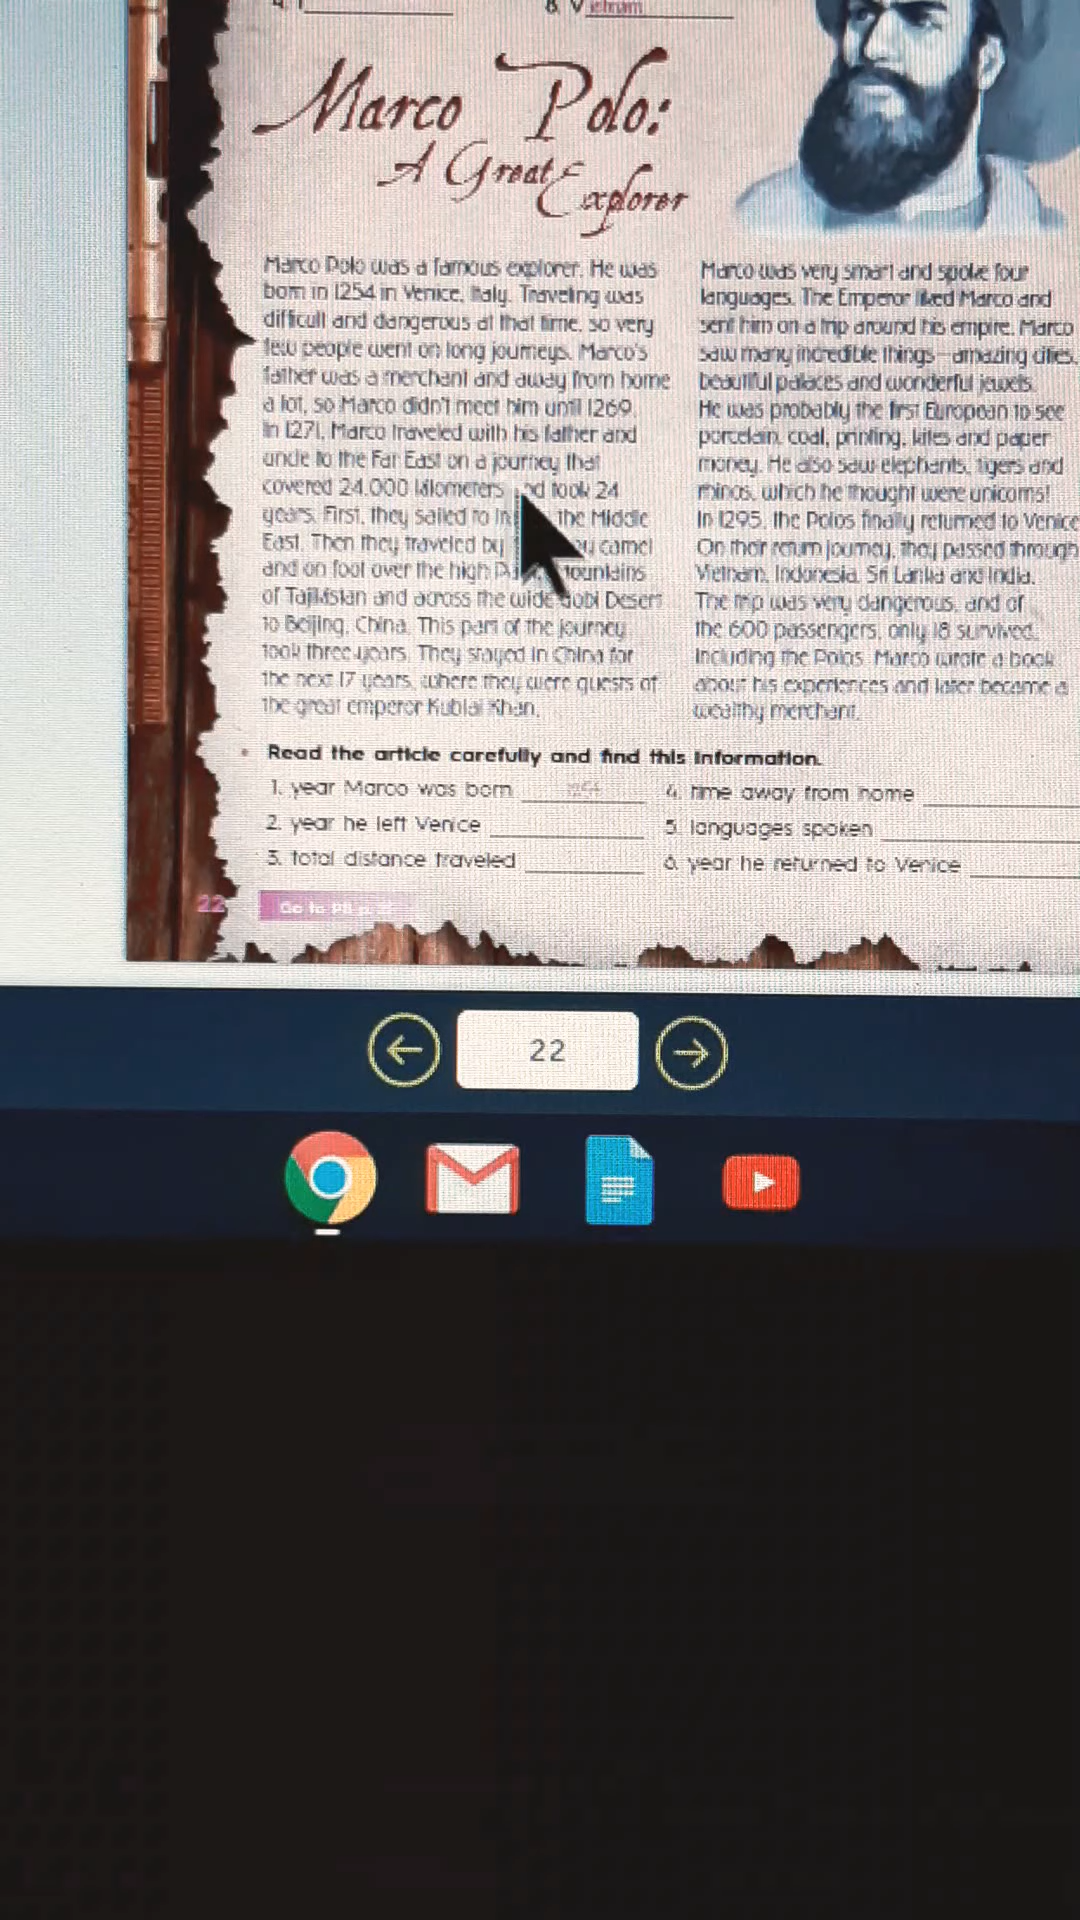 8. Vietnam
Marco Polo:
A Great Explorer
Marco Polo was a famous explorer. He was
born in 1254 in Venice, Italy. Traveling was
difficult and dangerous at that time, so very
few people went on long journeys. Marco's
father was a merchant and away from home
a lot, so Marco didn't meet him until 1269.
In 1271, Marco traveled with his father and
uncle to the Far East on a journey that
covered 24,000 kilometers and took 24
years. First, they sailed to the Middle
East. Then they traveled by by camel
and on foot over the high mountains
of Tajikistan and across the wide Gobi Desert
to Beijing, China. This part of the journey
took three years. They stayed in China for
the next 17 years, where they were guests of
the great emperor Kublai Khan.
Marco was very smart and spoke four
languages. The Emperor liked Marco and
sent him on a trip around his empire. Marco
saw many incredible things—amazing cities,
beautiful palaces and wonderful jewels.
He was probably the first European to see
porcelain, coal, printing, kites and paper
money. He also saw elephants, tigers and
rhinos, which he thought were unicorns!
In 1295, the Polos finally returned to Venice
On their return journey, they passed through
Vietnam, Indonesia, Sri Lanka and India.
The trip was very dangerous, and of
the 600 passengers, only 18 survived,
including the Polos. Marco wrote a book
about his experiences and later became a
wealthy merchant.
Read the article carefully and find this information.
1. year Marco was born 1254
2. year he left Venice
3. total distance traveled
4. time away from home
5. languages spoken
6. year he returned to Venice
22 Go to PB p.
22